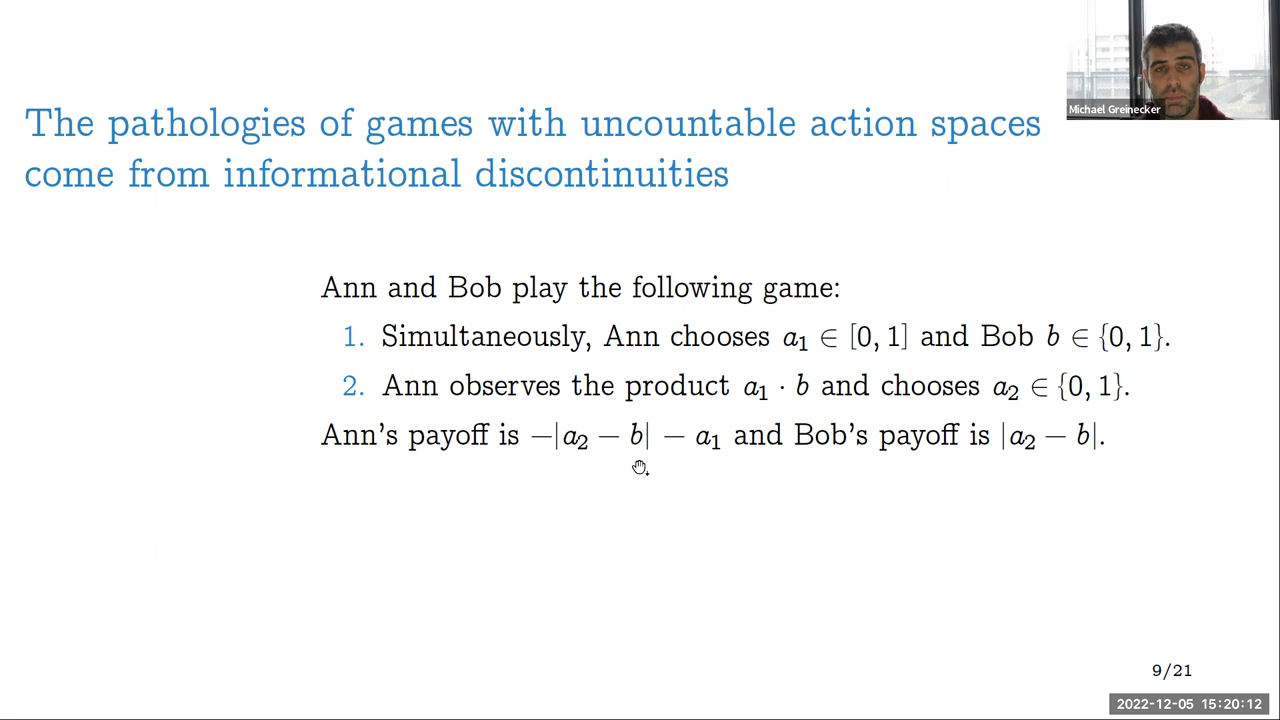 Michael Greinecker
The pathologies of games with uncountable action spaces
come from informational discontinuities
Ann and Bob play the following game:
1. Simultaneously, Ann chooses a₁ ∈ [0, 1] and Bob b ∈ {0, 1}.
2. Ann observes the product a₁ · b and chooses a₂ ∈ {0, 1}.
Ann's payoff is −|a₂ − b| − a₁ and Bob's payoff is |a₂ − b|.
9/21
2022-12-05 15:20:12